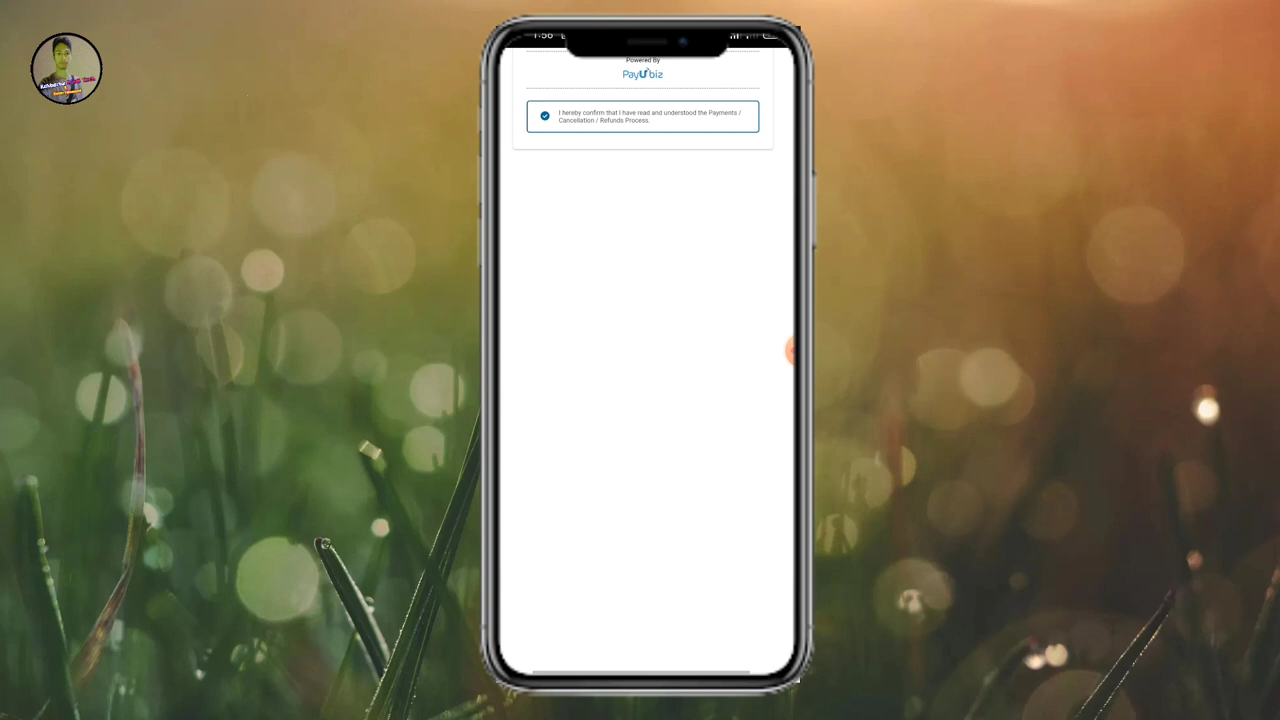 Powered By
PayUbiz
I hereby confirm that I have read and understood the Payments /
Cancellation / Refunds Process.